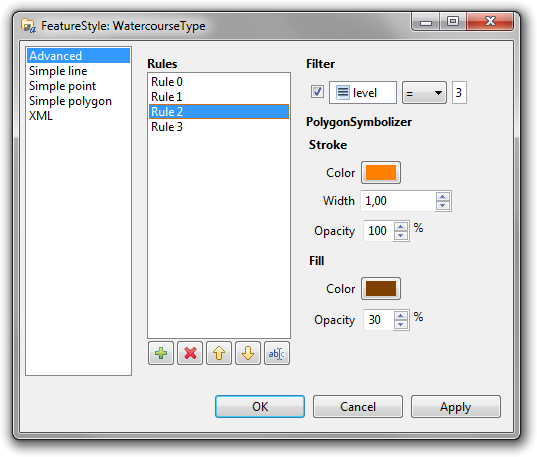 FeatureStyle: WatercourseType
Advanced
Simple line
Simple point
Simple polygon
XML
Rules
Rule 0
Rule 1
Rule 2
Rule 3
abc
Filter
level = 3
PolygonSymbolizer
Stroke
Color
Width 1,00
Opacity 100 %
Fill
Color
Opacity 30 %
OK Cancel Apply